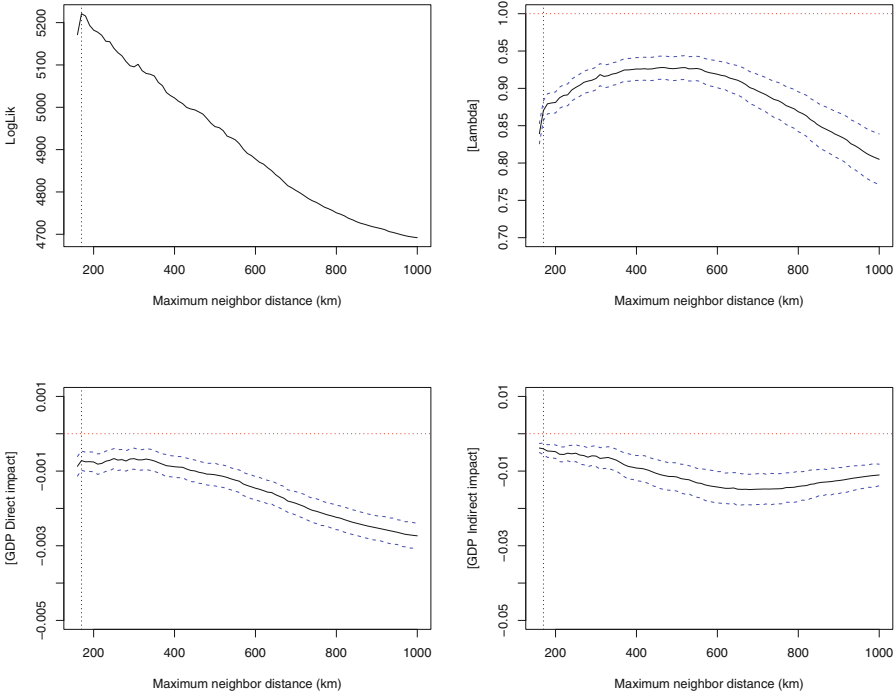 LogLik
5200
5100
5000
4900
4800
4700
200 400 600 800 1000
Maximum neighbor distance (km)
[Lambda]
1.00
0.95
0.90
0.85
0.80
0.75
0.70
200 400 600 800 1000
Maximum neighbor distance (km)
[GDP Direct impact]
0.001
−0.001
−0.003
−0.005
200 400 600 800 1000
Maximum neighbor distance (km)
[GDP Indirect impact]
0.01
−0.01
−0.03
−0.05
200 400 600 800 1000
Maximum neighbor distance (km)